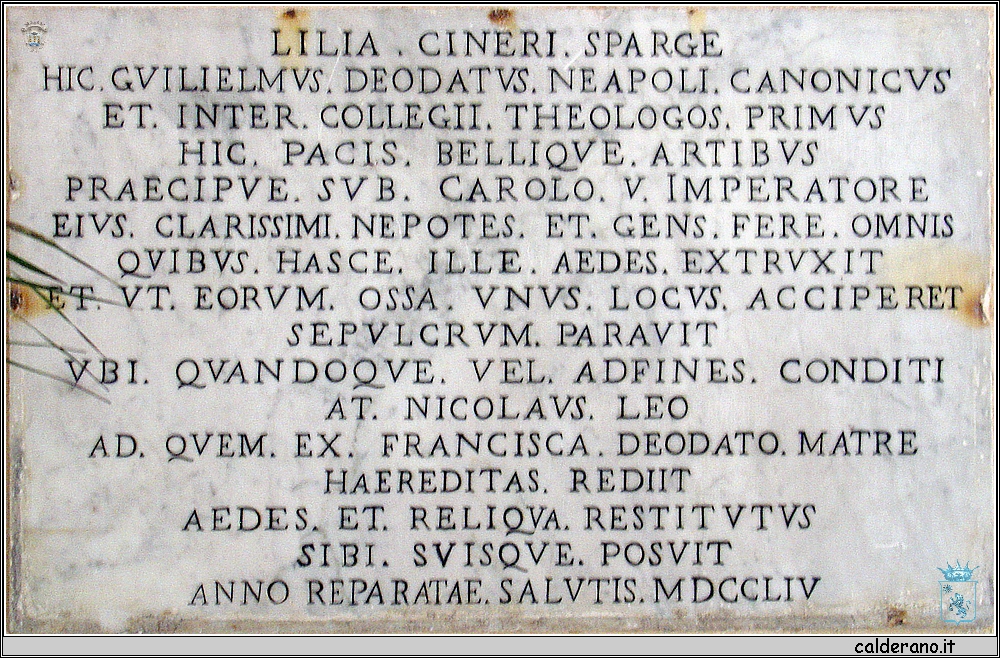 LILIA . CINERI . SPARGE
HIC. GVILIELMVS. DEODATVS. NEAPOLI. CANONICVS
ET. INTER. COLLEGII. THEOLOGOS. PRIMVS
HIC. PACIS. BELLIQVE. ARTIBVS
PRAECIPVE. SVB. CAROLO. V. IMPERATORE
EIVS. CLARISSIMI. NEPOTES. ET. GENS. FERE. OMNIS
QVIBVS. HASCE. ILLE. AEDES. EXTRVXIT
ET. VT. EORVM. OSSA. VNVS. LOCVS. ACCIPERET
SEPVLCRVM. PARAVIT
VBI. QVANDOQVE. VEL. ADFINES. CONDITI
AT. NICOLAVS. LEO
AD. QVEM. EX. FRANCISCA. DEODATO. MATRE
HAEREDITAS. REDIIT
AEDES. ET. RELIQVA. RESTITVTVS
SIBI. SVISQVE. POSVIT
ANNO REPARATAE. SALVTIS. MDCCLIV
calderano.it